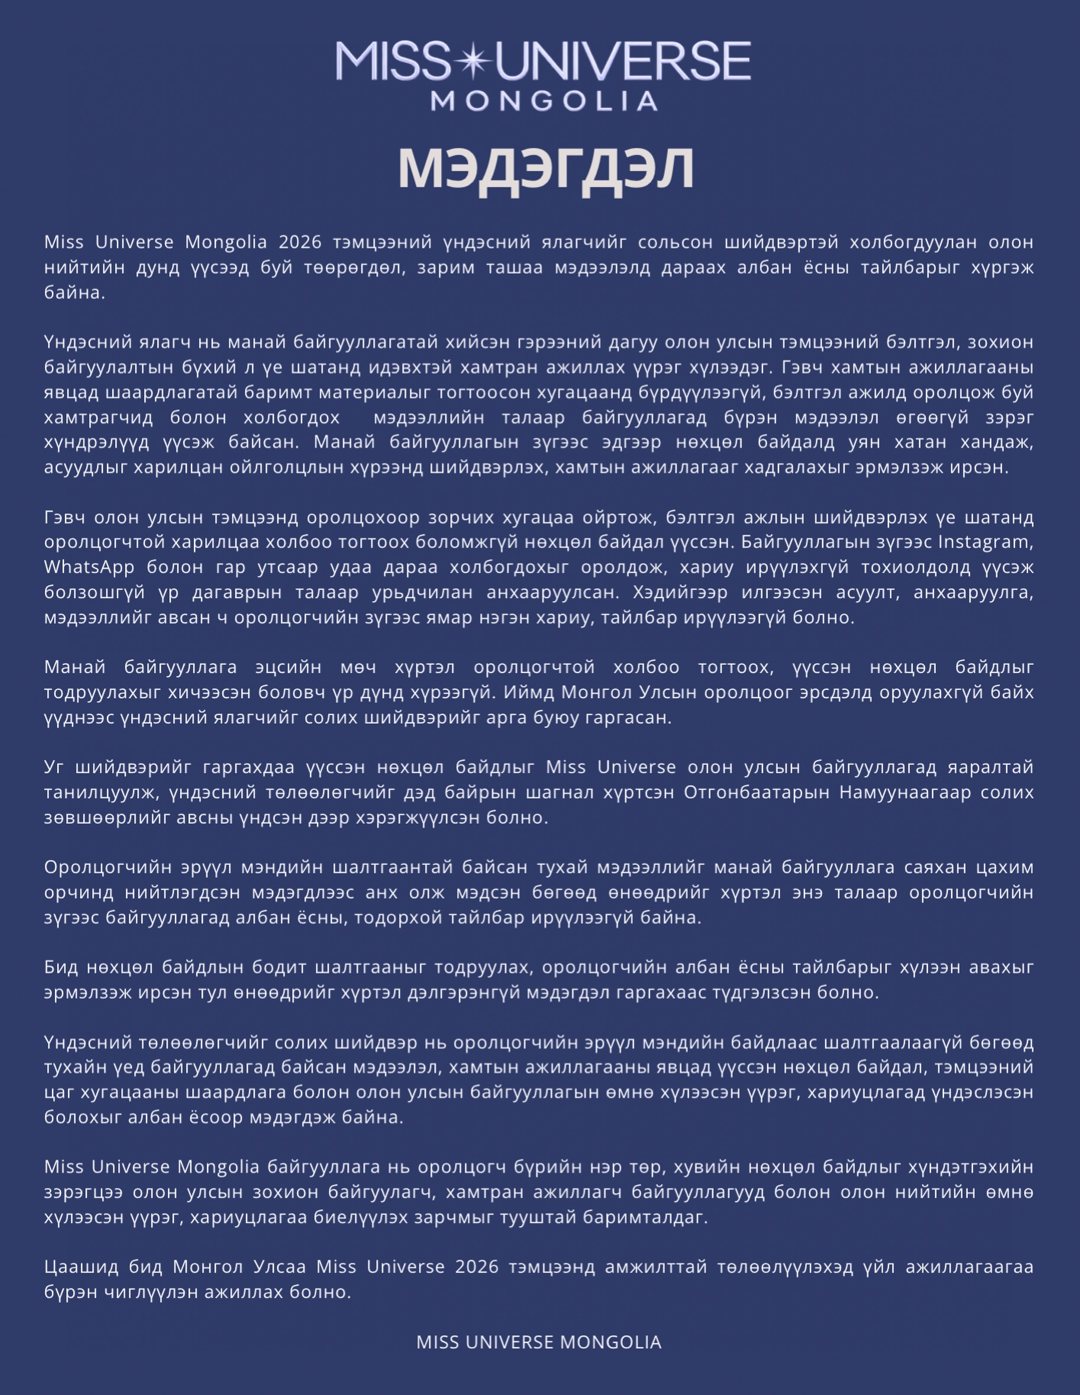 MISS UNIVERSE
MONGOLIA
МЭДЭГДЭЛ
Miss Universe Mongolia 2026 тэмцээний үндэсний ялагчийг сольсон шийдвэртэй холбогдуулан олон
нийтийн дунд үүсээд буй төөрөгдөл, зарим ташаа мэдээлэлд дараах албан ёсны тайлбарыг хүргэж
байна.
Үндэсний ялагч нь манай байгууллагатай хийсэн гэрээний дагуу олон улсын тэмцээний бэлтгэл, зохион
байгуулалтын бүхий л үе шатанд идэвхтэй хамтран ажиллах үүрэг хүлээдэг. Гэвч хамтын ажиллагааны
явцад шаардлагатай баримт материалыг тогтоосон хугацаанд бүрдүүлээгүй, бэлтгэл ажилд оролцож буй
хамтрагчид болон холбогдох мэдээллийн талаар байгууллагад бүрэн мэдээлэл өгөөгүй зэрэг
хүндрэлүүд үүсэж байсан. Манай байгууллагын зүгээс эдгээр нөхцөл байдалд уян хатан хандаж,
асуудлыг харилцан ойлголцлын хүрээнд шийдвэрлэх, хамтын ажиллагааг хадгалахыг эрмэлзэж ирсэн.
Гэвч олон улсын тэмцээнд оролцохоор зорчих хугацаа ойртож, бэлтгэл ажлын шийдвэрлэх үе шатанд
оролцогчтой харилцаа холбоо тогтоох боломжгүй нөхцөл байдал үүссэн. Байгууллагын зүгээс Instagram,
WhatsApp болон гар утсаар удаа дараа холбогдохыг оролдож, хариу ирүүлэхгүй тохиолдолд үүсэж
болзошгүй үр дагаврын талаар урьдчилан анхааруулсан. Хэдийгээр илгээсэн асуулт, анхааруулга,
мэдээллийг авсан ч оролцогчийн зүгээс ямар нэгэн хариу, тайлбар ирүүлээгүй болно.
Манай байгууллага эцсийн мөч хүртэл оролцогчтой холбоо тогтоох, үүссэн нөхцөл байдлыг
тодруулахыг хичээсэн боловч үр дүнд хүрээгүй. Иймд Монгол Улсын оролцоог эрсдэлд оруулахгүй байх
үүднээс үндэсний ялагчийг солих шийдвэрийг арга буюу гаргасан.
Уг шийдвэрийг гаргахдаа үүссэн нөхцөл байдлыг Miss Universe олон улсын байгууллагад яаралтай
танилцуулж, үндэсний төлөөлөгчийг дэд байрын шагнал хүртсэн Отгонбаатарын Намуунаагаар солих
зөвшөөрлийг авсны үндсэн дээр хэрэгжүүлсэн болно.
Оролцогчийн эрүүл мэндийн шалтгаантай байсан тухай мэдээллийг манай байгууллага саяхан цахим
орчинд нийтлэгдсэн мэдэгдлээс анх олж мэдсэн бөгөөд өнөөдрийг хүртэл энэ талаар оролцогчийн
зүгээс байгууллагад албан ёсны, тодорхой тайлбар ирүүлээгүй байна.
Бид нөхцөл байдлын бодит шалтгааныг тодруулах, оролцогчийн албан ёсны тайлбарыг хүлээн авахыг
эрмэлзэж ирсэн тул өнөөдрийг хүртэл дэлгэрэнгүй мэдэгдэл гаргахаас түдгэлзсэн болно.
Үндэсний төлөөлөгчийг солих шийдвэр нь оролцогчийн эрүүл мэндийн байдлаас шалтгаалаагүй бөгөөд
тухайн үед байгууллагад байсан мэдээлэл, хамтын ажиллагааны явцад үүссэн нөхцөл байдал, тэмцээний
цаг хугацааны шаардлага болон олон улсын байгууллагын өмнө хүлээсэн үүрэг, хариуцлагад үндэслэсэн
болохыг албан ёсоор мэдэгдэж байна.
Miss Universe Mongolia байгууллага нь оролцогч бүрийн нэр төр, хувийн нөхцөл байдлыг хүндэтгэхийн
зэрэгцээ олон улсын зохион байгуулагч, хамтран ажиллагч байгууллагууд болон олон нийтийн өмнө
хүлээсэн үүрэг, хариуцлагаа биелүүлэх зарчмыг тууштай баримталдаг.
Цаашид бид Монгол Улсаа Miss Universe 2026 тэмцээнд амжилттай төлөөлүүлэхэд үйл ажиллагаагаа
бүрэн чиглүүлэн ажиллах болно.
MISS UNIVERSE MONGOLIA